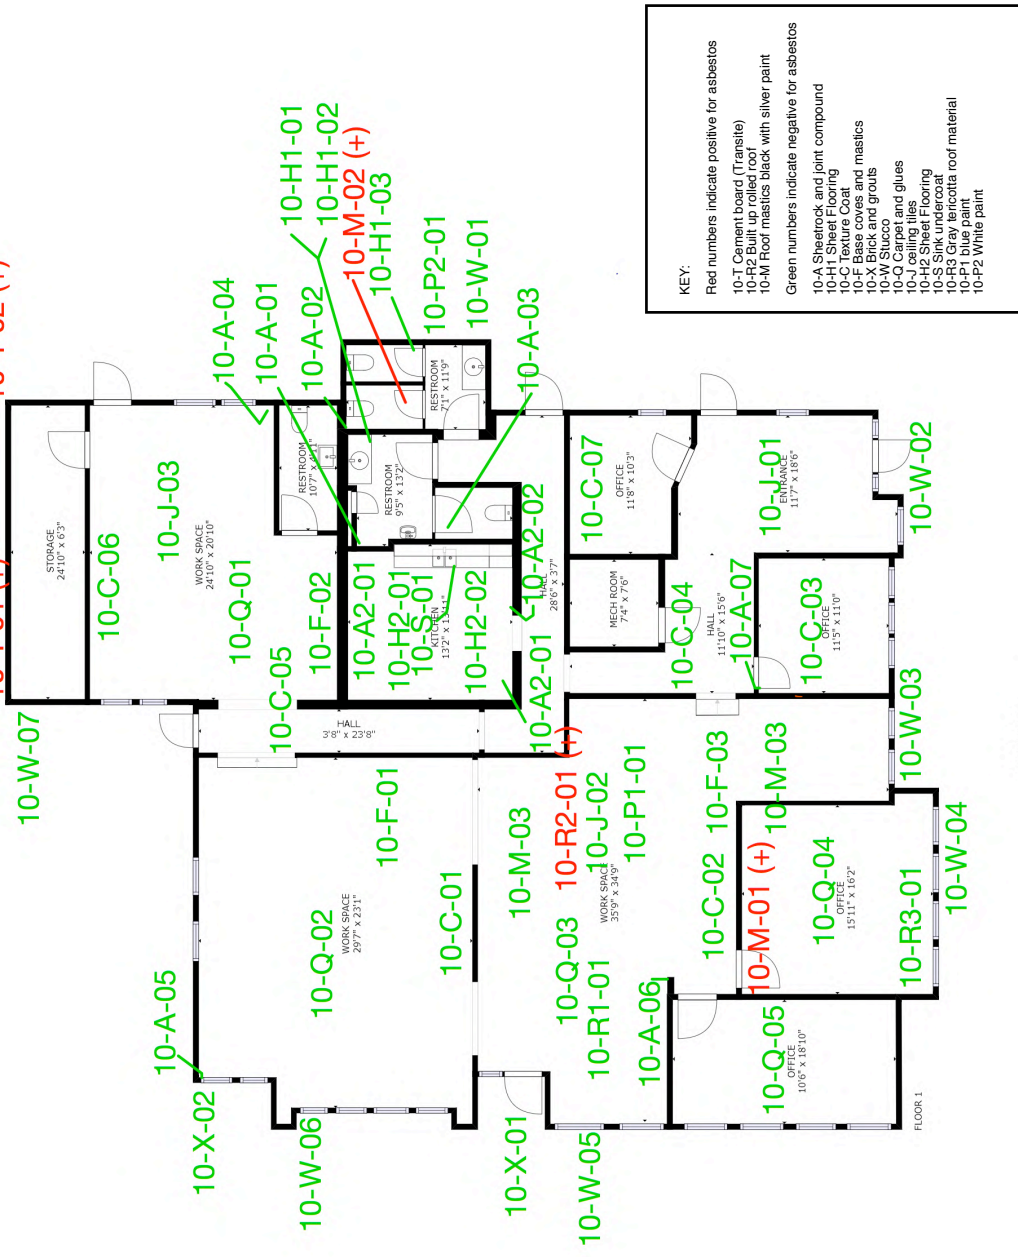 10-W-07
10-C-06
STORAGE
24'10" x 6'3"
10-J-03
WORK SPACE
24'10" x 20'10"
10-Q-01
10-F-02
10-C-05
RESTROOM
10'7" x 4'11"
10-A-04
10-A-01
10-A-02
10-H1-01
10-H1-02
10-M-02 (+)
10-H1-03
10-P2-01
10-W-01
10-A-03
RESTROOM
7'1" x 11'9"
RESTROOM
9'5" x 13'2"
10-A2-01
10-H2-01
10-S-01
KITCHEN
13'2" x 11'11"
10-H2-02
10-A2-02
10-A2-01
HALL
28'6" x 3'7"
HALL
3'8" x 23'8"
10-C-07
OFFICE
11'8" x 10'3"
MECH ROOM
7'4" x 7'6"
10-C-04
HALL
11'10" x 15'6"
10-A-07
10-J-01
ENTRANCE
11'7" x 18'6"
10-W-02
10-C-03
OFFICE
11'5" x 11'0"
10-W-03
10-F-01
10-Q-02
WORK SPACE
29'7" x 23'1"
10-C-01
10-A-05
10-X-02
10-W-06
10-M-03
10-R2-01 (+)
10-J-02
10-P1-01
WORK SPACE
35'9" x 34'9"
10-Q-03
10-R1-01
10-A-06
10-F-03
10-M-03
10-C-02
10-M-01 (+)
10-Q-04
OFFICE
15'11" x 16'2"
10-R3-01
10-W-04
10-Q-05
OFFICE
10'6" x 18'10"
10-X-01
10-W-05
FLOOR 1
KEY:
Red numbers indicate positive for asbestos
10-T Cement board (Transite)
10-R2 Built up rolled roof
10-M Roof mastics black with silver paint
Green numbers indicate negative for asbestos
10-A Sheetrock and joint compound
10-H1 Sheet Flooring
10-C Texture Coat
10-F Base coves and mastics
10-X Brick and grouts
10-W Stucco
10-Q Carpet and glues
10-J ceiling tiles
10-H2 Sheet Flooring
10-S Sink undercoat
10-R3 Gray tericotta roof material
10-P1 blue paint
10-P2 White paint